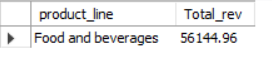 product_line Total_rev
Food and beverages 56144.96